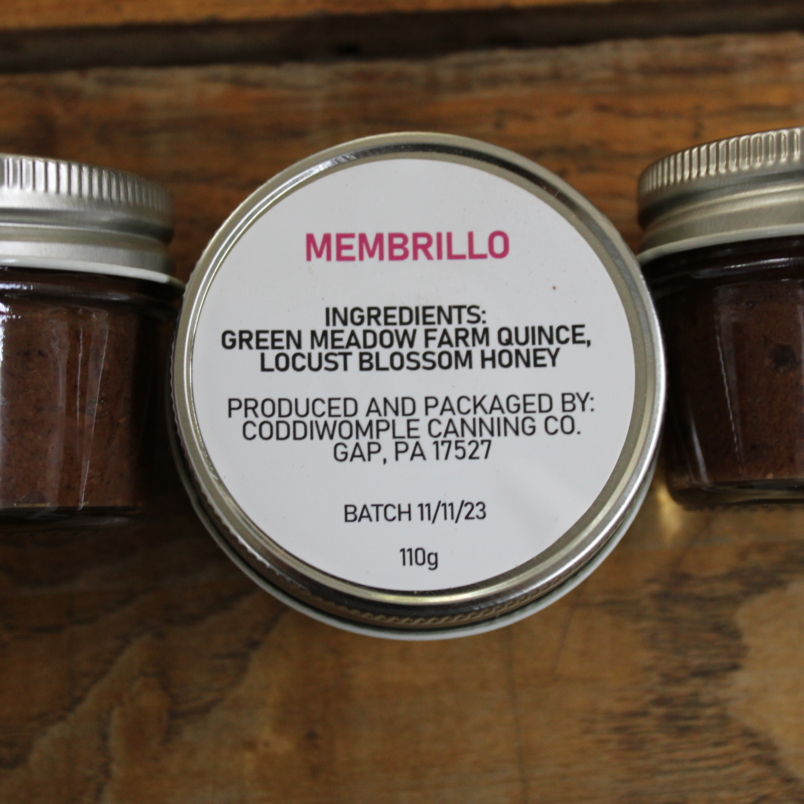 MEMBRILLO
INGREDIENTS:
GREEN MEADOW FARM QUINCE,
LOCUST BLOSSOM HONEY
PRODUCED AND PACKAGED BY:
CODDIWOMPLE CANNING CO.
GAP, PA 17527
BATCH 11/11/23
110g